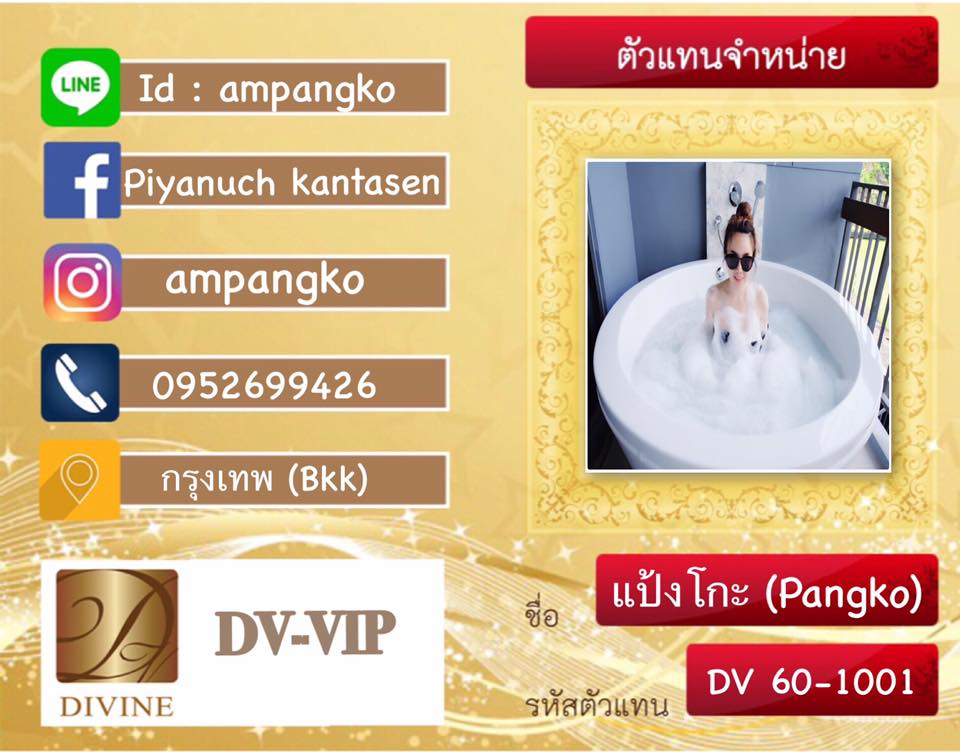 LINE
Id : ampangko
f
Piyanuch kantasen
ampangko
0952699426
กรุงเทพ (Bkk)
DIVINE
DV-VIP
ตัวแทนจำหน่าย
ชื่อ
แป้งโกะ (Pangko)
รหัสตัวแทน
DV 60-1001